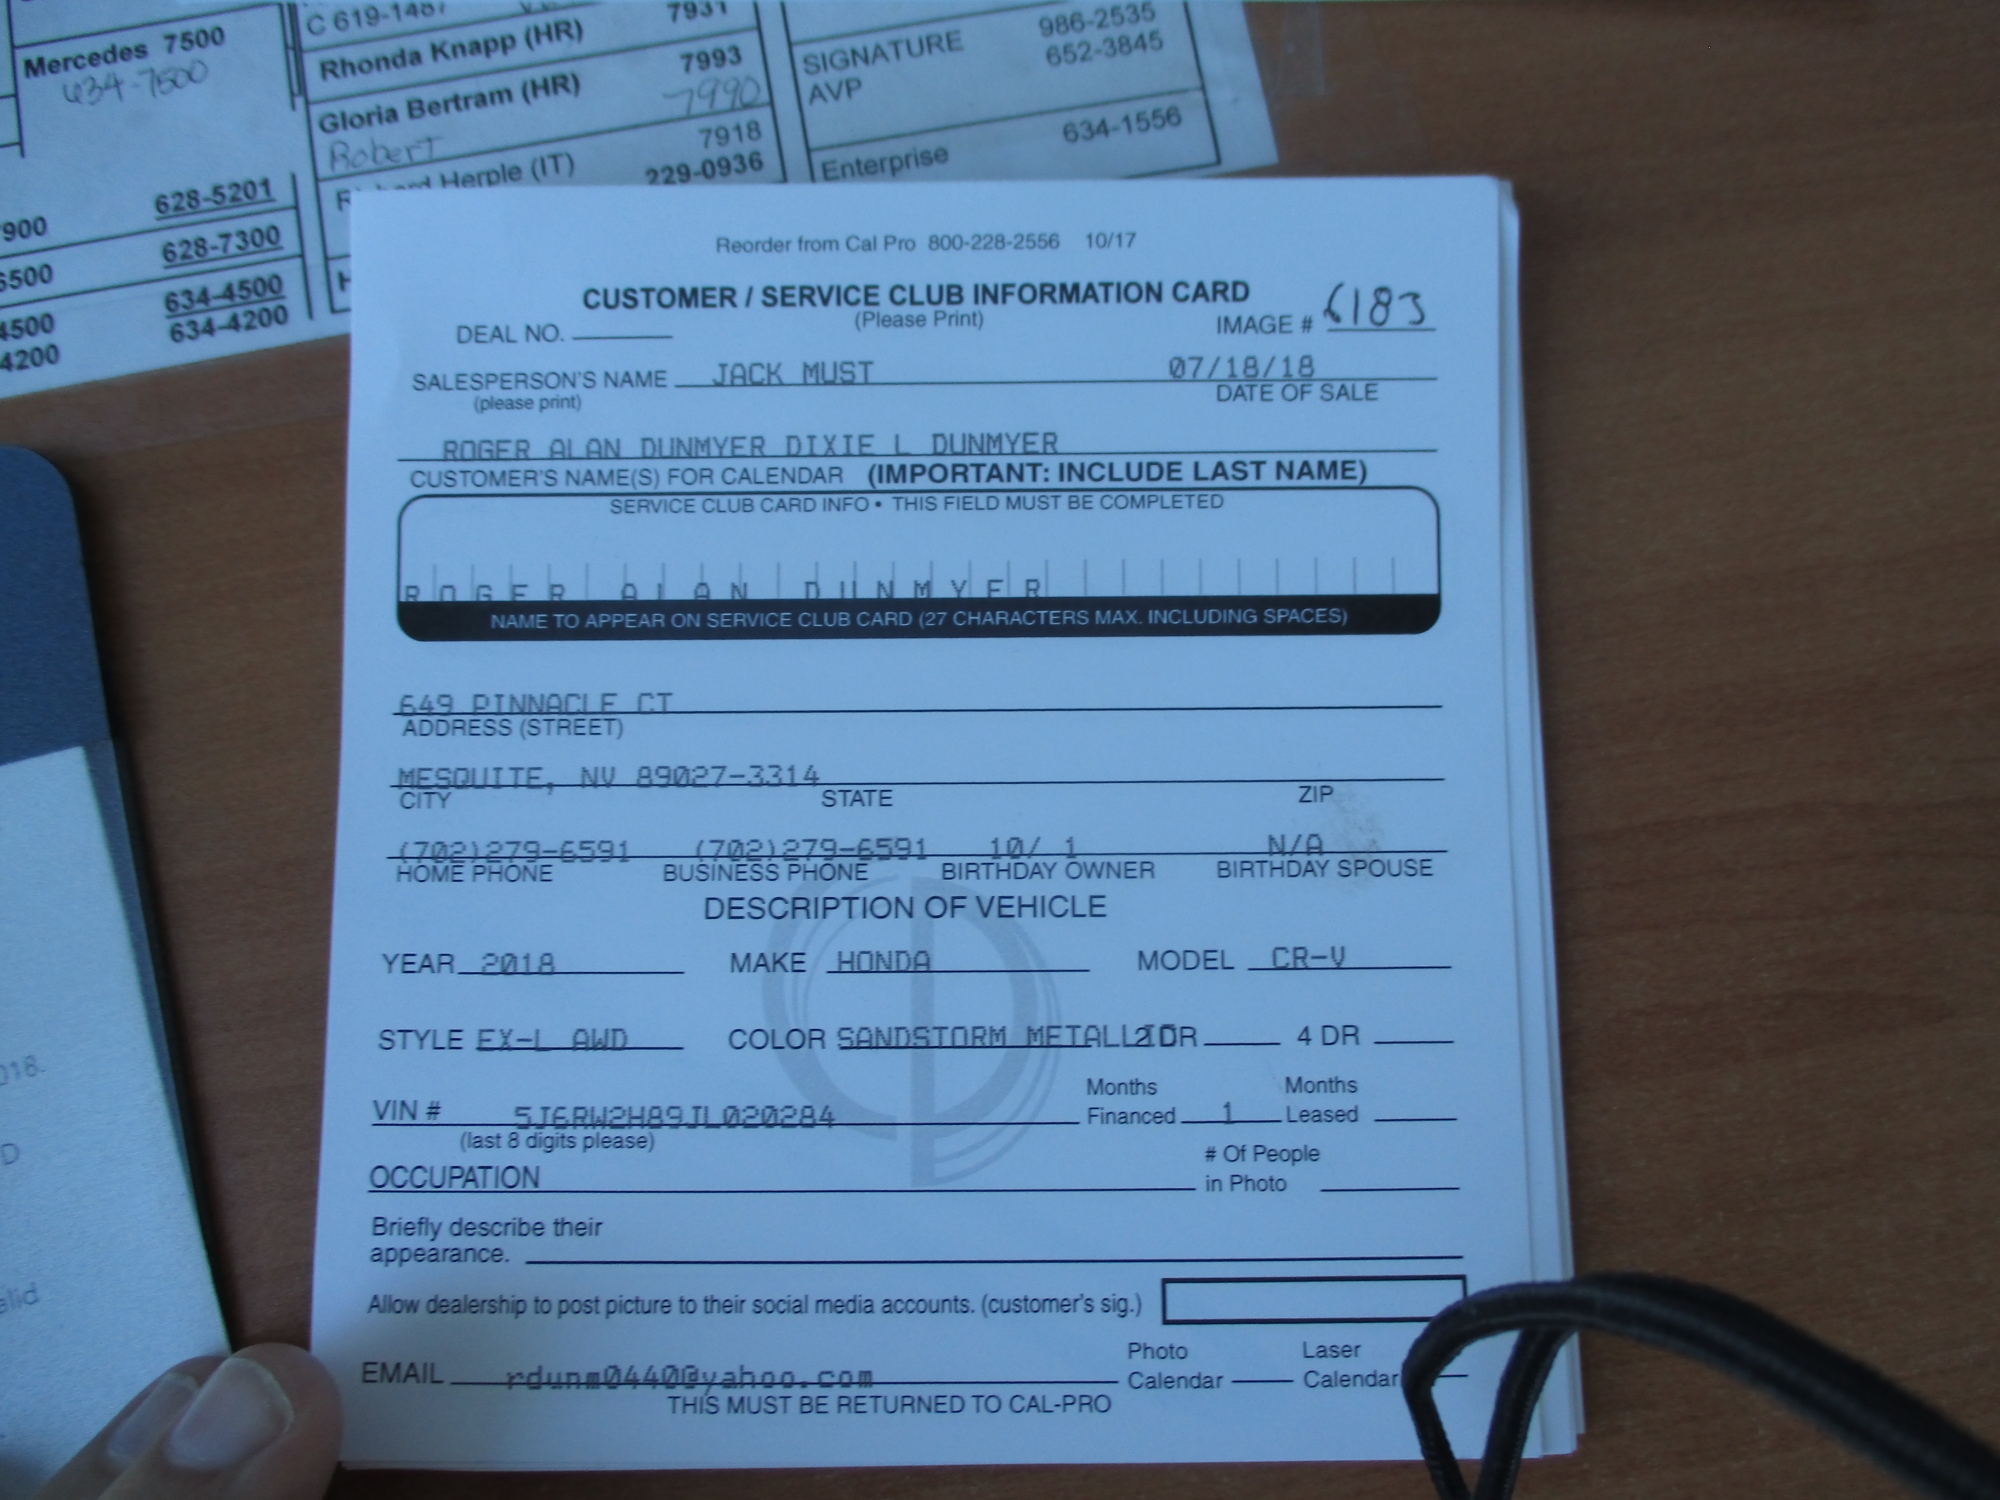 C 619-1487 7931
Mercedes 7500
634-7500
Rhonda Knapp (HR) 7993
Gloria Bertram (HR) 7990
Robert 7918
Herple (IT) 229-0936
986-2535
SIGNATURE 652-3845
AVP
Enterprise 634-1556
900 628-5201
6500 628-7300
4500 634-4500
4200 634-4200
Reorder from Cal Pro 800-228-2556 10/17
CUSTOMER / SERVICE CLUB INFORMATION CARD
(Please Print)
DEAL NO. IMAGE # 6183
SALESPERSON'S NAME JACK MUST 07/18/18
(please print) DATE OF SALE
ROGER ALAN DUNMYER DIXIE L DUNMYER
CUSTOMER'S NAME(S) FOR CALENDAR (IMPORTANT: INCLUDE LAST NAME)
SERVICE CLUB CARD INFO • THIS FIELD MUST BE COMPLETED
ROGER ALAN DUNMYER
NAME TO APPEAR ON SERVICE CLUB CARD (27 CHARACTERS MAX. INCLUDING SPACES)
649 PINNACLE CT
ADDRESS (STREET)
MESQUITE, NV 89027-3314
CITY STATE ZIP
(702)279-6591 (702)279-6591 10/ 1 N/A
HOME PHONE BUSINESS PHONE BIRTHDAY OWNER BIRTHDAY SPOUSE
DESCRIPTION OF VEHICLE
YEAR 2018 MAKE HONDA MODEL CR-V
STYLE EX-L AWD COLOR SANDSTORM METALLIC 2 DR 4 DR
Months Months
VIN # 5J6RW2H89JL020284 Financed 1 Leased
(last 8 digits please)
# Of People
OCCUPATION in Photo
Briefly describe their
appearance.
Allow dealership to post picture to their social media accounts. (customer's sig.)
Photo Laser
EMAIL rdunm0440@yahoo.com Calendar Calendar
THIS MUST BE RETURNED TO CAL-PRO
018.
D
alid